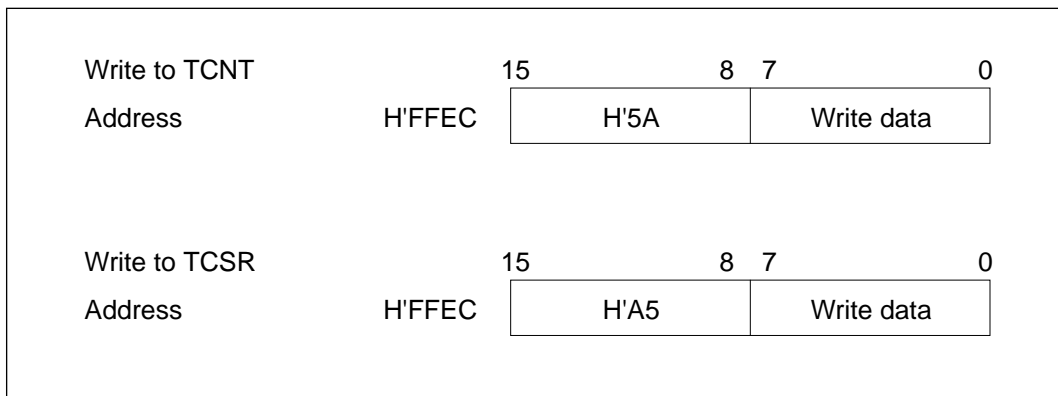 Write to TCNT 15 8 7 0
Address H'FFEC H'5A Write data
Write to TCSR 15 8 7 0
Address H'FFEC H'A5 Write data